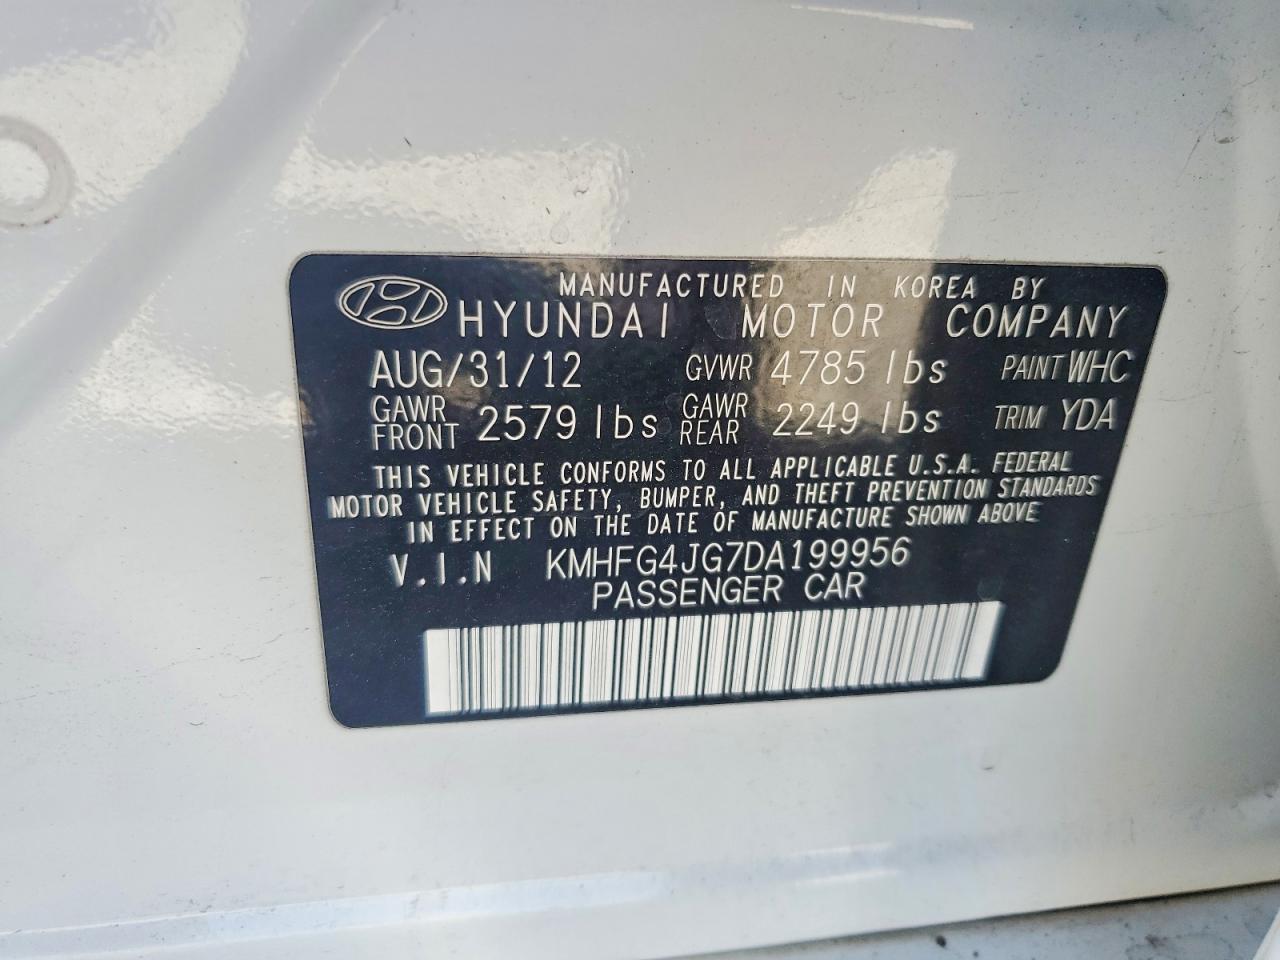 MANUFACTURED IN KOREA BY
HYUNDAI MOTOR COMPANY
AUG/31/12 GVWR 4785 lbs PAINT WHC
GAWR FRONT 2579 lbs GAWR REAR 2249 lbs TRIM YDA
THIS VEHICLE CONFORMS TO ALL APPLICABLE U.S.A. FEDERAL
MOTOR VEHICLE SAFETY, BUMPER, AND THEFT PREVENTION STANDARDS
IN EFFECT ON THE DATE OF MANUFACTURE SHOWN ABOVE
V.I.N KMHFG4JG7DA199956
PASSENGER CAR